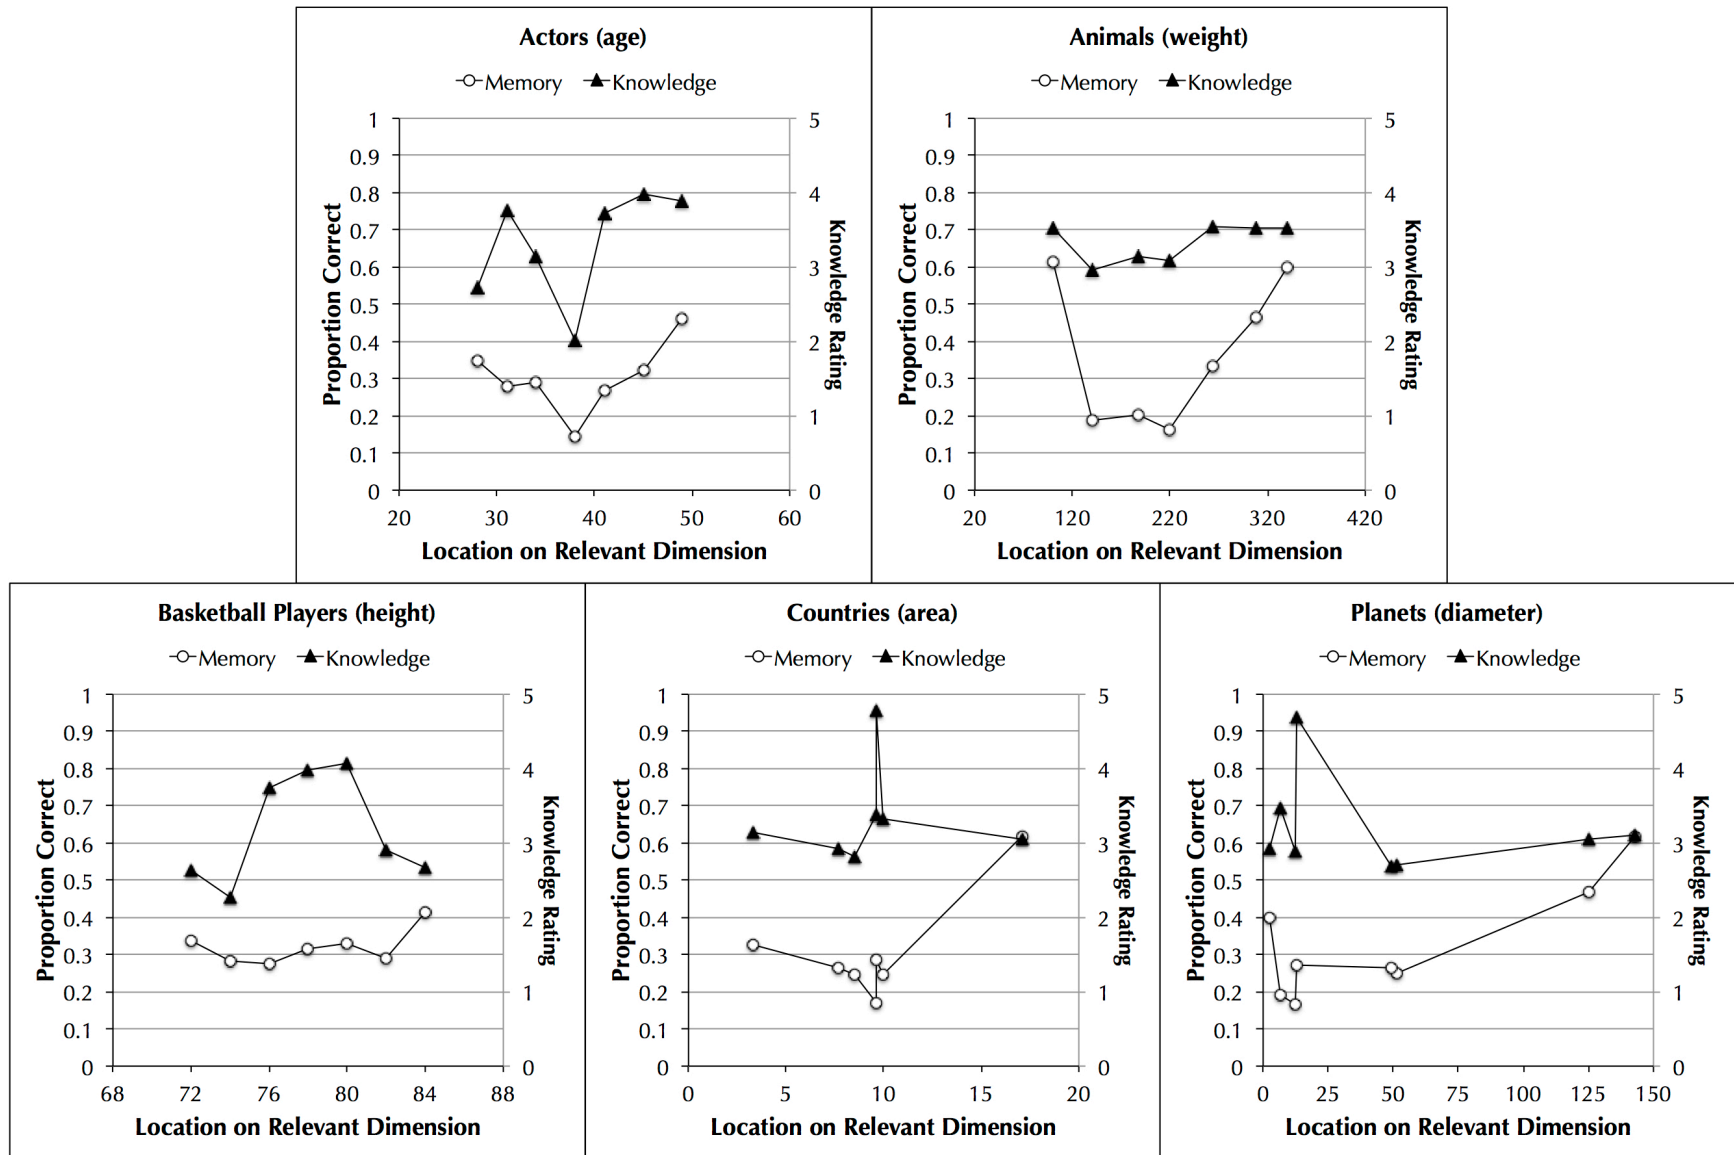 Actors (age)
Memory Knowledge
1
0.9
0.8
0.7
0.6
0.5
0.4
0.3
0.2
0.1
0
5
4
3
2
1
0
20 30 40 50 60
Proportion Correct
Knowledge Rating
Location on Relevant Dimension
Animals (weight)
Memory Knowledge
1
0.9
0.8
0.7
0.6
0.5
0.4
0.3
0.2
0.1
0
5
4
3
2
1
0
20 120 220 320 420
Proportion Correct
Knowledge Rating
Location on Relevant Dimension
Basketball Players (height)
Memory Knowledge
1
0.9
0.8
0.7
0.6
0.5
0.4
0.3
0.2
0.1
0
5
4
3
2
1
0
68 72 76 80 84 88
Proportion Correct
Knowledge Rating
Location on Relevant Dimension
Countries (area)
Memory Knowledge
1
0.9
0.8
0.7
0.6
0.5
0.4
0.3
0.2
0.1
0
5
4
3
2
1
0
0 5 10 15 20
Proportion Correct
Knowledge Rating
Location on Relevant Dimension
Planets (diameter)
Memory Knowledge
1
0.9
0.8
0.7
0.6
0.5
0.4
0.3
0.2
0.1
0
5
4
3
2
1
0
0 25 50 75 100 125 150
Proportion Correct
Knowledge Rating
Location on Relevant Dimension